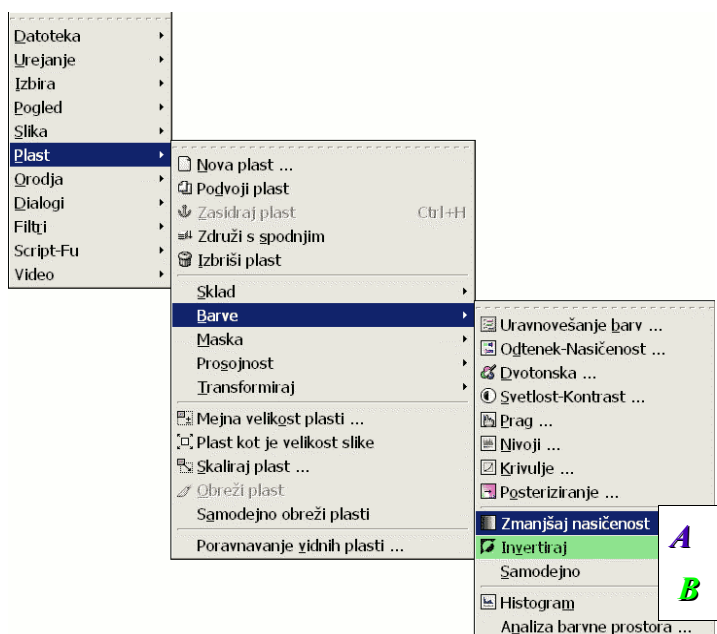 Datoteka
Urejanje
Izbira
Pogled
Slika
Plast
Orodja
Dialogi
Filtri
Script-Fu
Video
Nova plast ...
Podvoji plast
Zasidraj plast Ctrl+H
Združi s spodnjim
Izbriši plast
Sklad
Barve
Maska
Prosojnost
Transformiraj
Mejna velikost plasti ...
Plast kot je velikost slike
Skaliraj plast ...
Obreži plast
Samodejno obreži plasti
Poravnavanje vidnih plasti ...
Uravnovešanje barv ...
Odtenek-Nasičenost ...
Dvotonska ...
Svetlost-Kontrast ...
Prag ...
Nivoji ...
Krivulje ...
Posteriziranje ...
Zmanjšaj nasičenost
Invertiraj
Samodejno
Histogram
Analiza barvne prostora ...
A
B